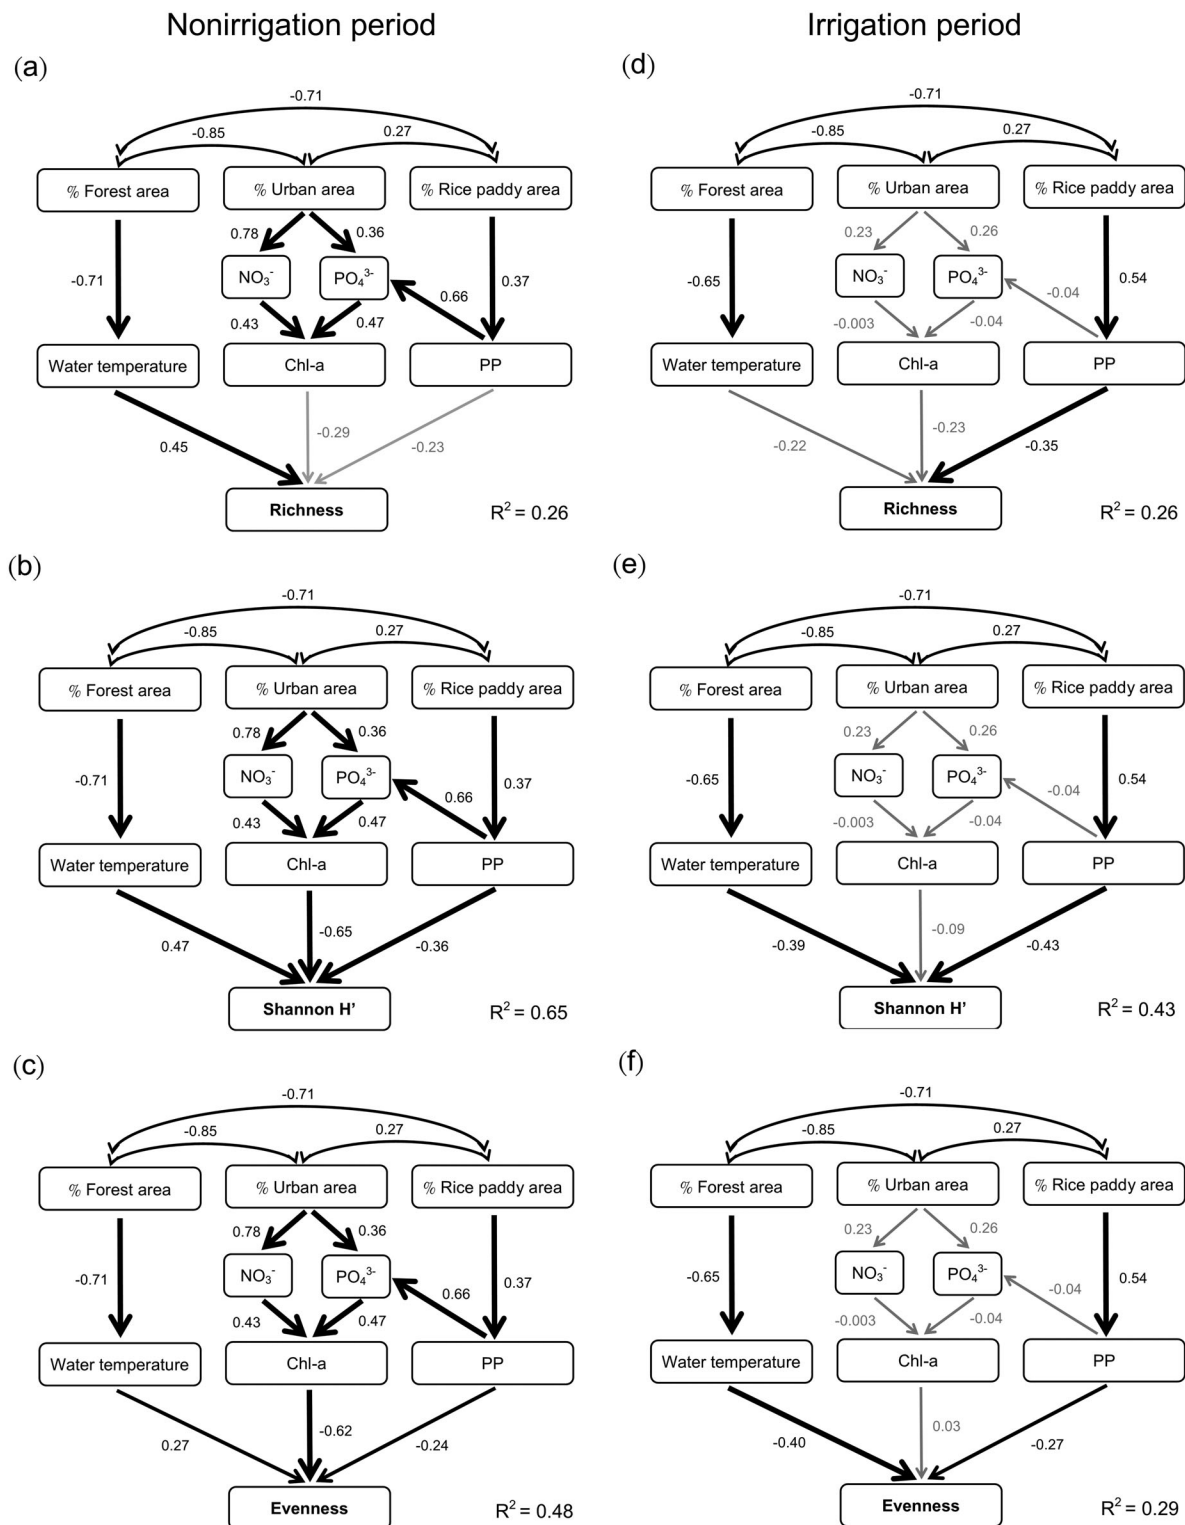 Nonirrigation period
(a)
-0.71
-0.85
0.27
% Forest area
% Urban area
% Rice paddy area
0.78
0.36
-0.71
NO₃⁻
PO₄³⁻
0.37
0.66
0.43
0.47
Water temperature
Chl-a
PP
0.45
-0.29
-0.23
Richness
R² = 0.26
(b)
-0.71
-0.85
0.27
% Forest area
% Urban area
% Rice paddy area
0.78
0.36
-0.71
NO₃⁻
PO₄³⁻
0.37
0.66
0.43
0.47
Water temperature
Chl-a
PP
0.47
-0.65
-0.36
Shannon H’
R² = 0.65
(c)
-0.71
-0.85
0.27
% Forest area
% Urban area
% Rice paddy area
0.78
0.36
-0.71
NO₃⁻
PO₄³⁻
0.37
0.66
0.43
0.47
Water temperature
Chl-a
PP
0.27
-0.62
-0.24
Evenness
R² = 0.48
Irrigation period
(d)
-0.71
-0.85
0.27
% Forest area
% Urban area
% Rice paddy area
0.23
0.26
-0.65
NO₃⁻
PO₄³⁻
0.54
-0.04
-0.003
-0.04
Water temperature
Chl-a
PP
-0.22
-0.23
-0.35
Richness
R² = 0.26
(e)
-0.71
-0.85
0.27
% Forest area
% Urban area
% Rice paddy area
0.23
0.26
-0.65
NO₃⁻
PO₄³⁻
0.54
-0.04
-0.003
-0.04
Water temperature
Chl-a
PP
-0.39
-0.09
-0.43
Shannon H’
R² = 0.43
(f)
-0.71
-0.85
0.27
% Forest area
% Urban area
% Rice paddy area
0.23
0.26
-0.65
NO₃⁻
PO₄³⁻
0.54
-0.04
-0.003
-0.04
Water temperature
Chl-a
PP
-0.40
0.03
-0.27
Evenness
R² = 0.29